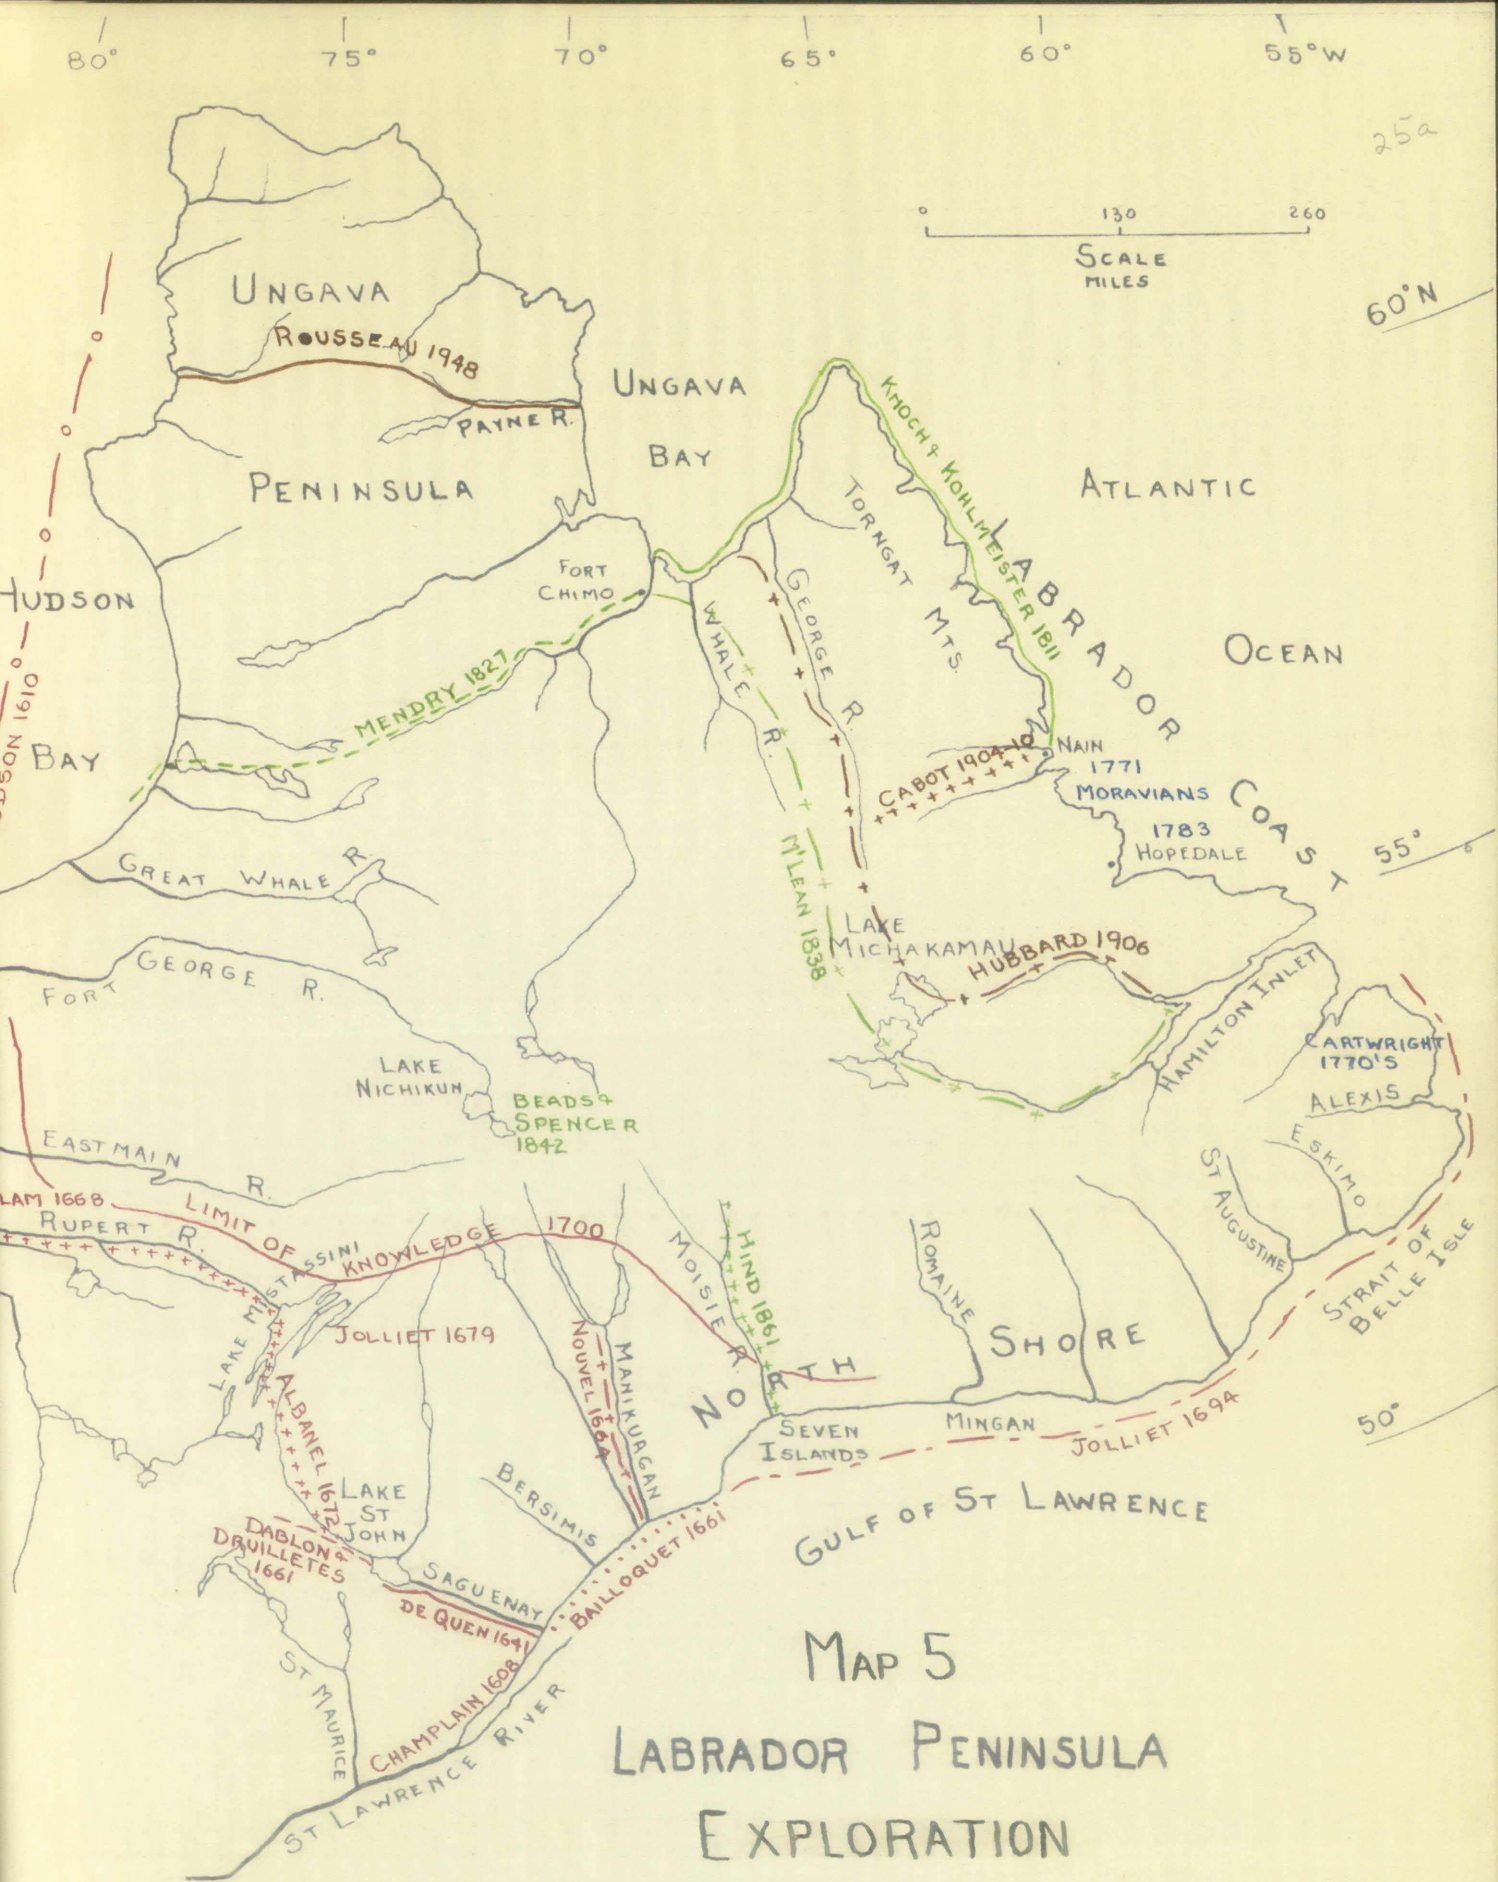 80° 75° 70° 65° 60° 55°W
25a
0 130 260
SCALE
MILES
60°N
UNGAVA
ROUSSEAU 1948
UNGAVA
PAYNE R.
BAY
PENINSULA
KMOCH & KOHLMEISTER 1811
ATLANTIC
TORNGAT MTS.
LABRADOR
COAST
FORT
CHIMO
HUDSON
GEORGE R.
WHALE R.
OCEAN
MENDRY 1827
BAY
CABOT 1904-10
NAIN
1771
MORAVIANS
1783
HOPEDALE
55°
GREAT WHALE R.
M'LEAN 1838
LAKE
MICHAKAMAU
HUBBARD 1906
FORT GEORGE R.
HAMILTON INLET
CARTWRIGHT
1770'S
LAKE
NICHIKUN
BEADS &
SPENCER
1842
ALEXIS
ESKIMO
ST AUGUSTINE
EASTMAIN R.
LAM 1668
LIMIT OF KNOWLEDGE 1700
RUPERT R.
LAKE MISTASSINI
MOISIE R.
HIND 1861
ROMAINE
STRAIT OF
BELLE ISLE
JOLLIET 1679
NOUVEL 1664
MANIKUAGAN
NORTH SHORE
ALBANEL 1672
SEVEN
ISLANDS
MINGAN
JOLLIET 1694
50°
LAKE
ST
JOHN
BERSIMIS
GULF OF ST LAWRENCE
DABLON &
DRUILLETES
1661
SAGUENAY
BAILLOQUET 1661
DE QUEN 1641
ST MAURICE
CHAMPLAIN 1608
ST LAWRENCE RIVER
MAP 5
LABRADOR PENINSULA
EXPLORATION